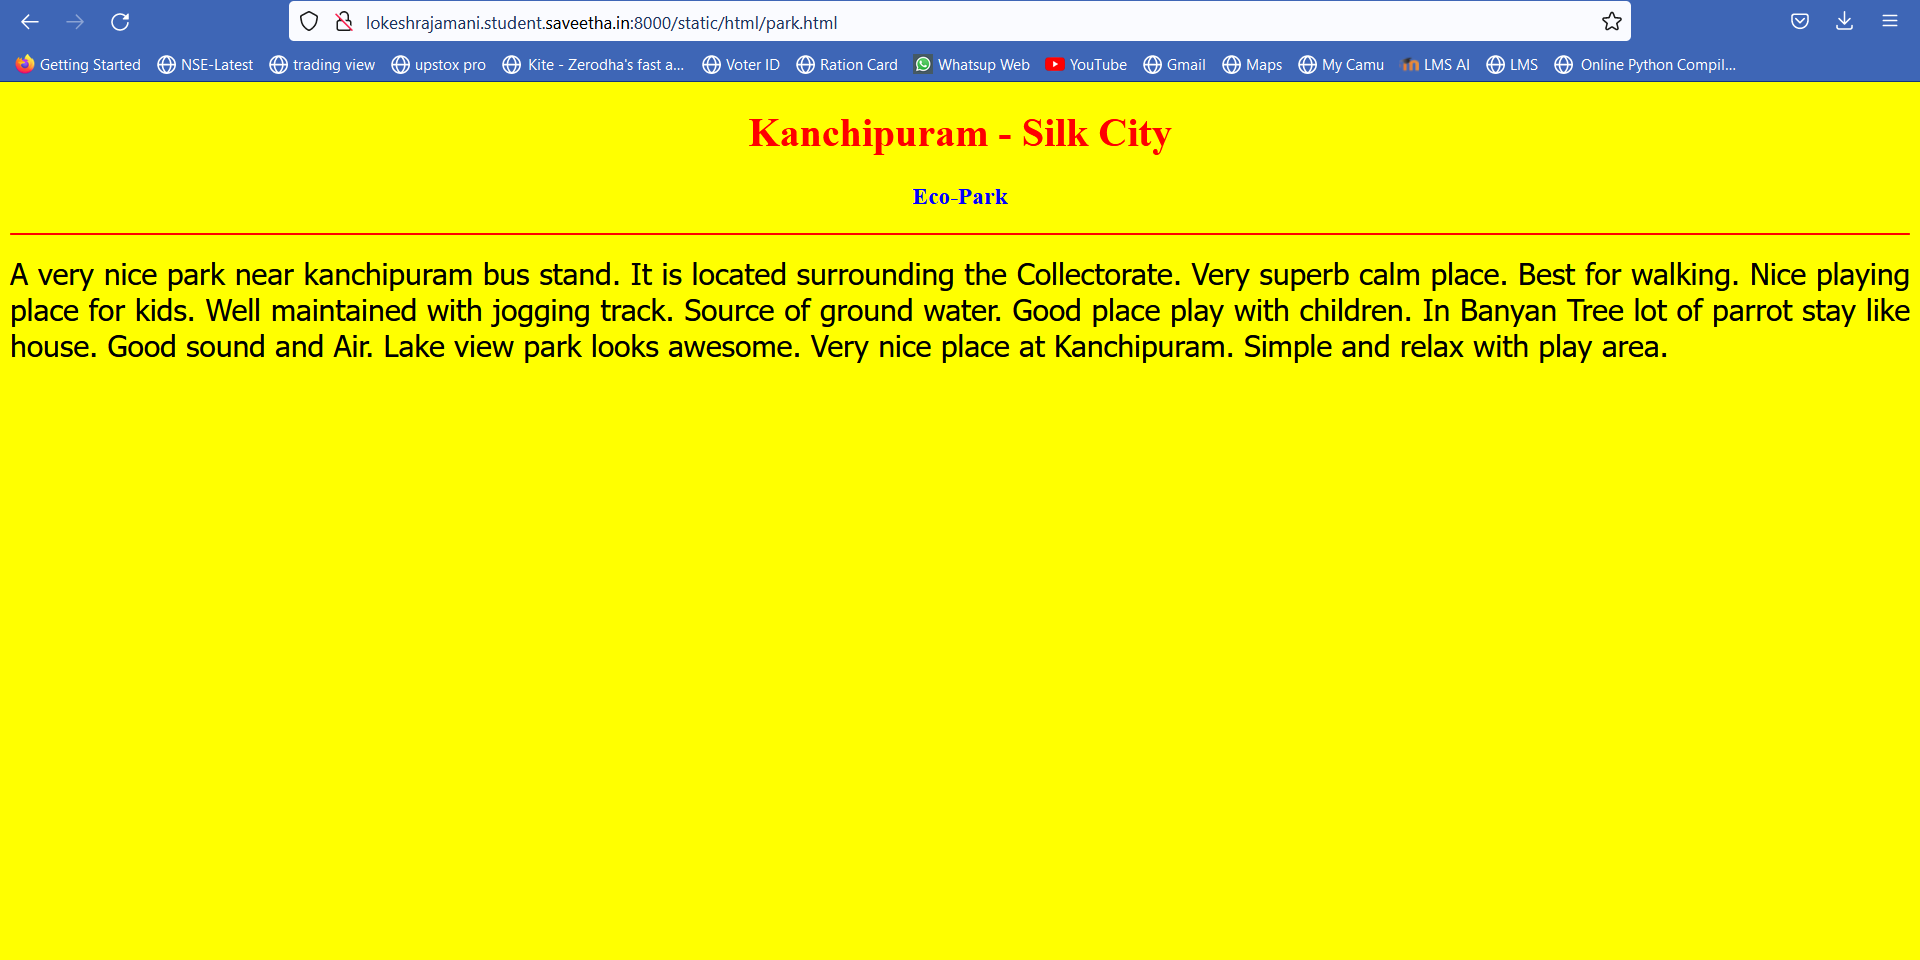 lokeshrajamani.student.saveetha.in:8000/static/html/park.html
Getting Started NSE-Latest trading view upstox pro Kite - Zerodha's fast a... Voter ID Ration Card Whatsup Web YouTube Gmail Maps My Camu LMS AI LMS Online Python Compil...
Kanchipuram - Silk City
Eco-Park
A very nice park near kanchipuram bus stand. It is located surrounding the Collectorate. Very superb calm place. Best for walking. Nice playing
place for kids. Well maintained with jogging track. Source of ground water. Good place play with children. In Banyan Tree lot of parrot stay like
house. Good sound and Air. Lake view park looks awesome. Very nice place at Kanchipuram. Simple and relax with play area.